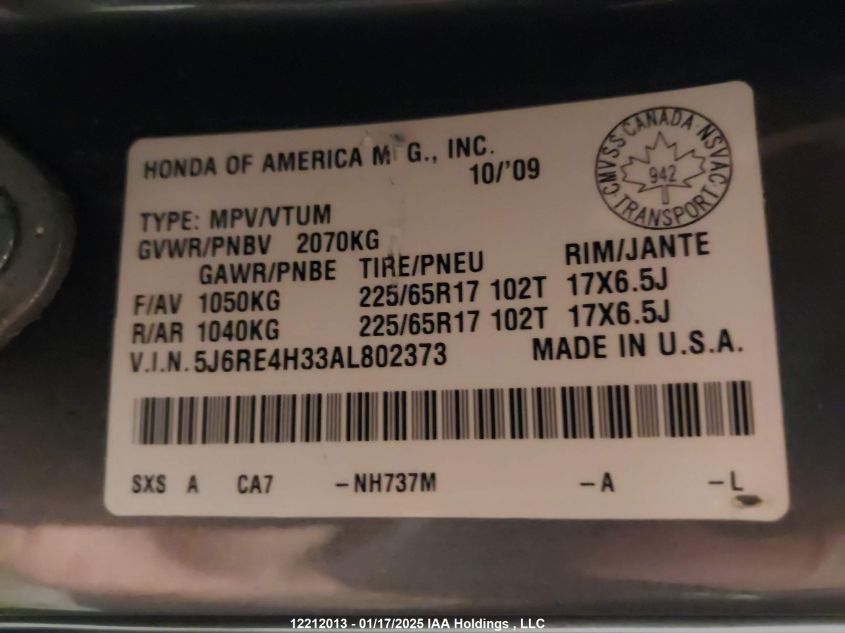 HONDA OF AMERICA M G., INC.
10/'09
CMVSS CANADA NSVAC
942
TRANSPORT
TYPE: MPV/VTUM
GVWR/PNBV 2070KG
GAWR/PNBE TIRE/PNEU RIM/JANTE
F/AV 1050KG 225/65R17 102T 17X6.5J
R/AR 1040KG 225/65R17 102T 17X6.5J
V.I.N. 5J6RE4H33AL802373 MADE IN U.S.A.
SXS A CA7 -NH737M -A -L
12212013 - 01/17/2025 IAA Holdings , LLC